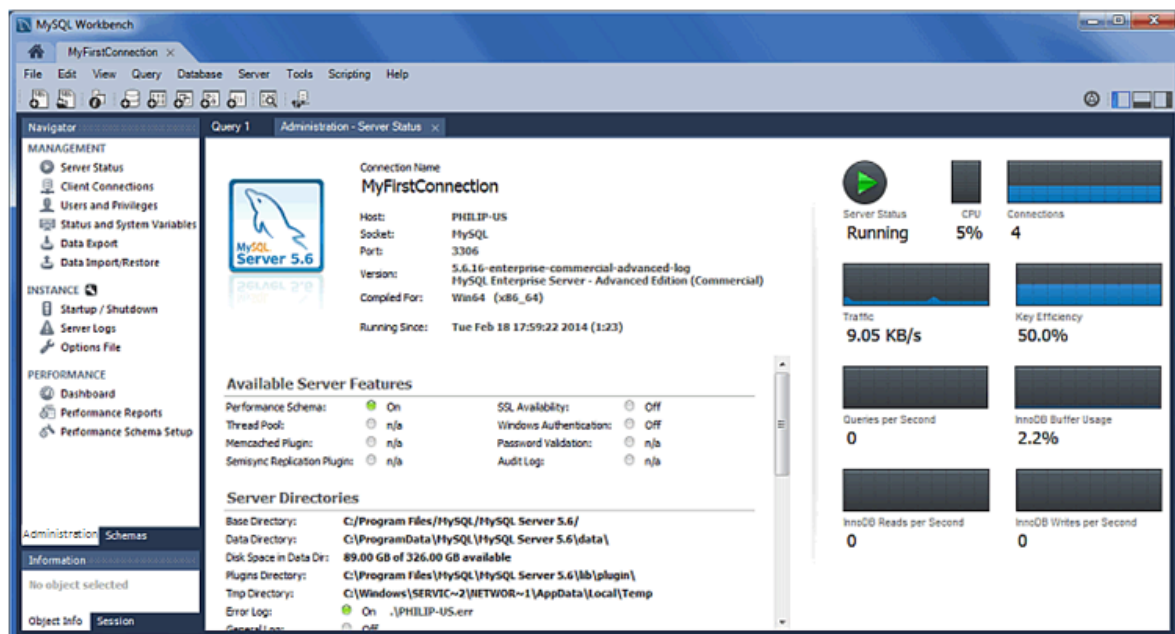 MySQL Workbench
MyFirstConnection
File Edit View Query Database Server Tools Scripting Help
Navigator
MANAGEMENT
Server Status
Client Connections
Users and Privileges
Status and System Variables
Data Export
Data Import/Restore
INSTANCE
Startup / Shutdown
Server Logs
Options File
PERFORMANCE
Dashboard
Performance Reports
Performance Schema Setup
Administration Schemas
Information
No object selected
Object Info Session
Query 1 Administration - Server Status
MySQL
Server 5.6
Connection Name
MyFirstConnection
Host: PHILIP-US
Socket: MySQL
Port: 3306
Version: 5.6.16-enterprise-commercial-advanced-log
MySQL Enterprise Server - Advanced Edition (Commercial)
Compiled For: Win64 (x86_64)
Running Since: Tue Feb 18 17:59:22 2014 (1:23)
Available Server Features
Performance Schema: On SSL Availability: Off
Thread Pool: n/a Windows Authentication: Off
Memcached Plugin: n/a Password Validation: n/a
Semisync Replication Plugin: n/a Audit Log: n/a
Server Directories
Base Directory: C:/Program Files/MySQL/MySQL Server 5.6/
Data Directory: C:\ProgramData\MySQL\MySQL Server 5.6\data\
Disk Space in Data Dir: 89.00 GB of 326.00 GB available
Plugins Directory: C:\Program Files\MySQL\MySQL Server 5.6\lib\plugin\
Tmp Directory: C:\Windows\SERVIC~2\NETWOR~1\AppData\Local\Temp
Error Log: On .\PHILIP-US.err
General Log: Off
Server Status CPU Connections
Running 5% 4
Traffic Key Efficiency
9.05 KB/s 50.0%
Queries per Second InnoDB Buffer Usage
0 2.2%
InnoDB Reads per Second InnoDB Writes per Second
0 0